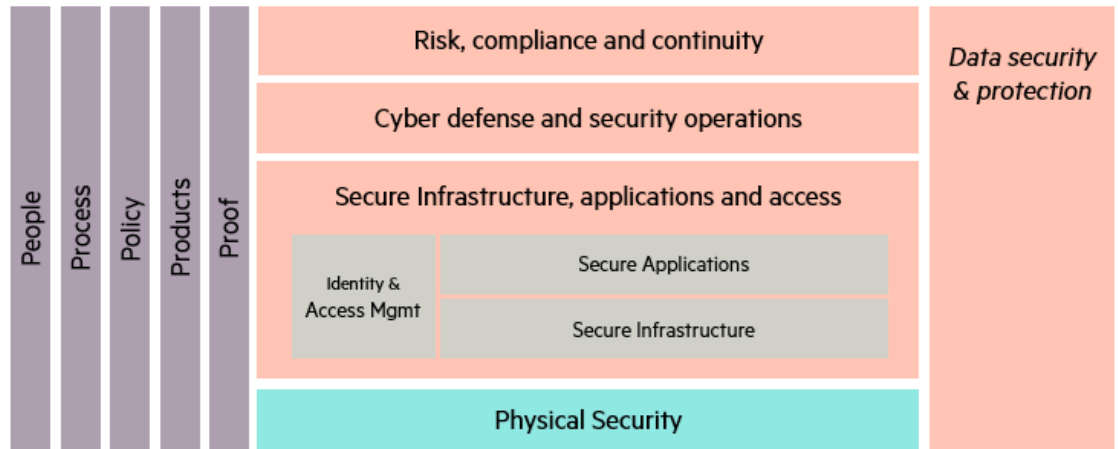 People
Process
Policy
Products
Proof
Risk, compliance and continuity
Cyber defense and security operations
Secure Infrastructure, applications and access
Identity &
Access Mgmt
Secure Applications
Secure Infrastructure
Physical Security
Data security
& protection